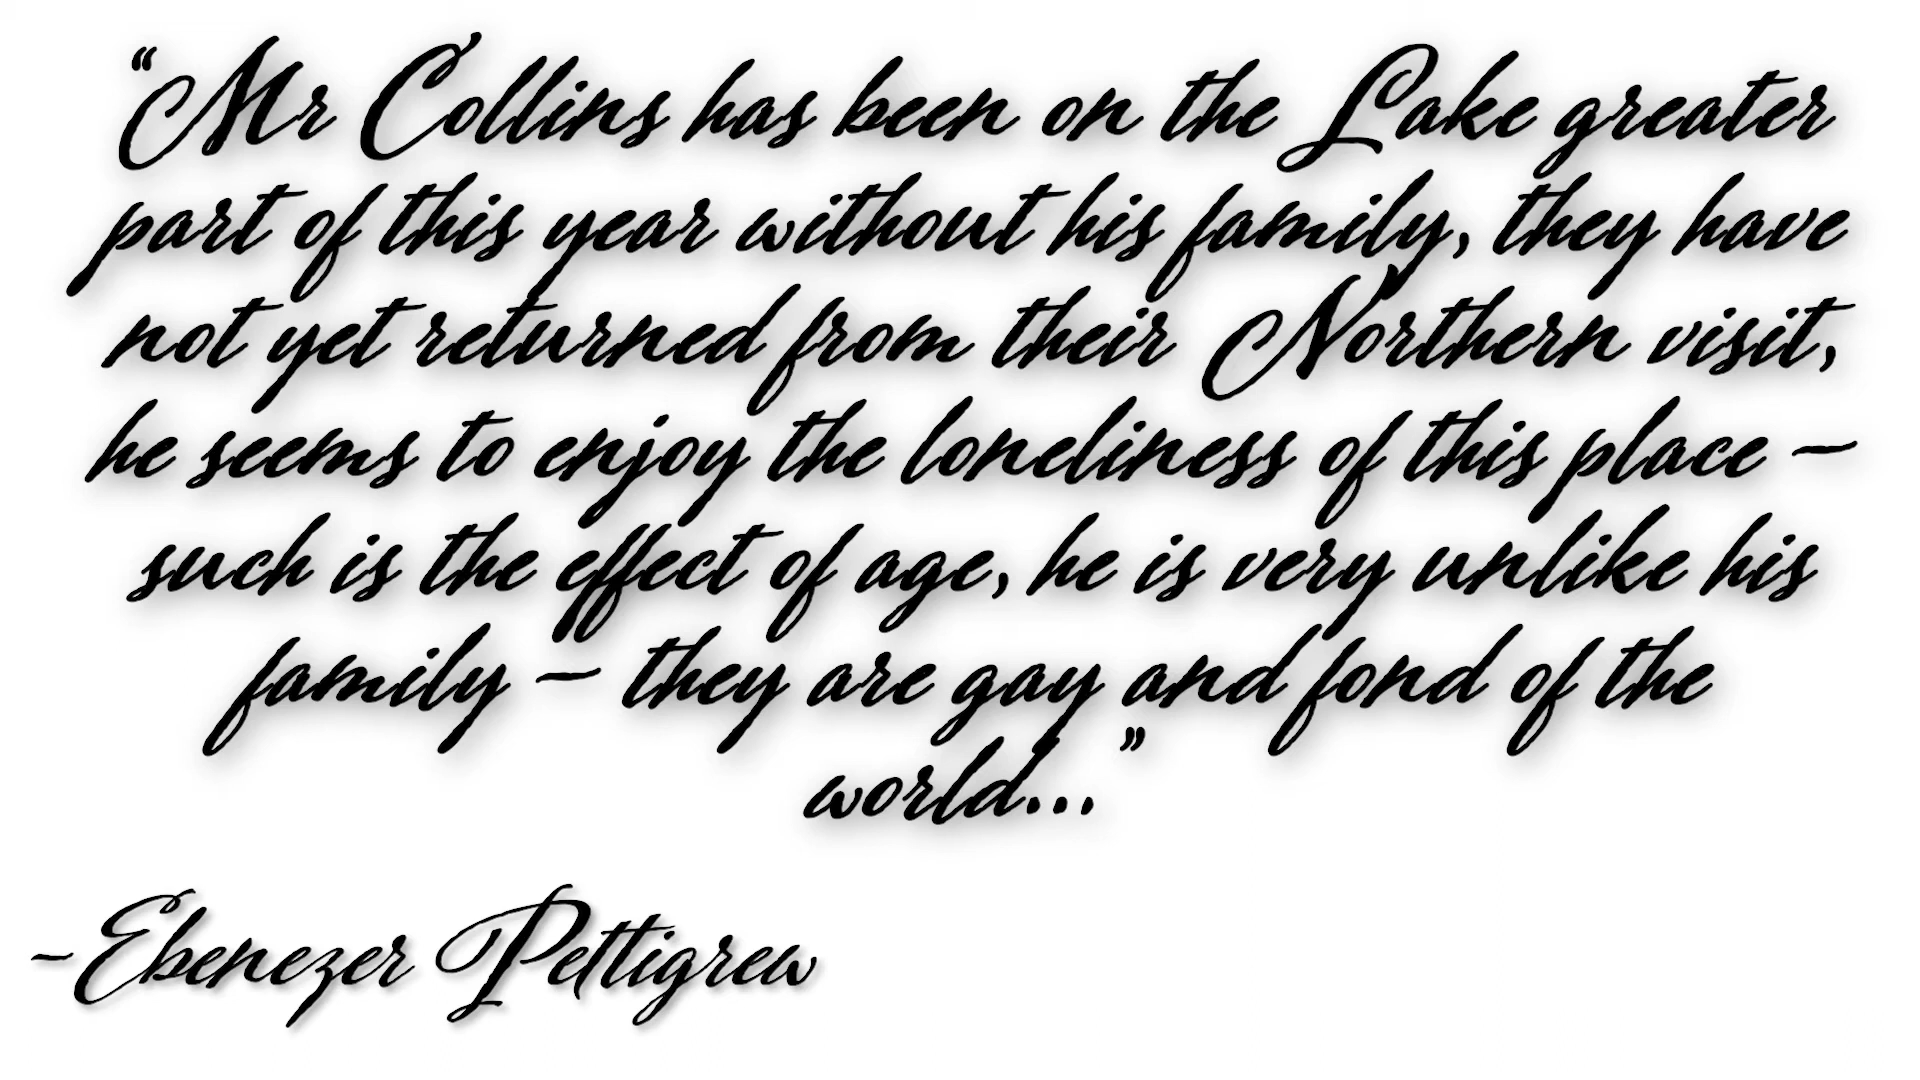 “Mr Collins has been on the Lake greater
part of this year without his family, they have
not yet returned from their Northern visit,
he seems to enjoy the loneliness of this place –
such is the effect of age, he is very unlike his
family – they are gay and fond of the
world...”
~Ebenezer Pettigrew